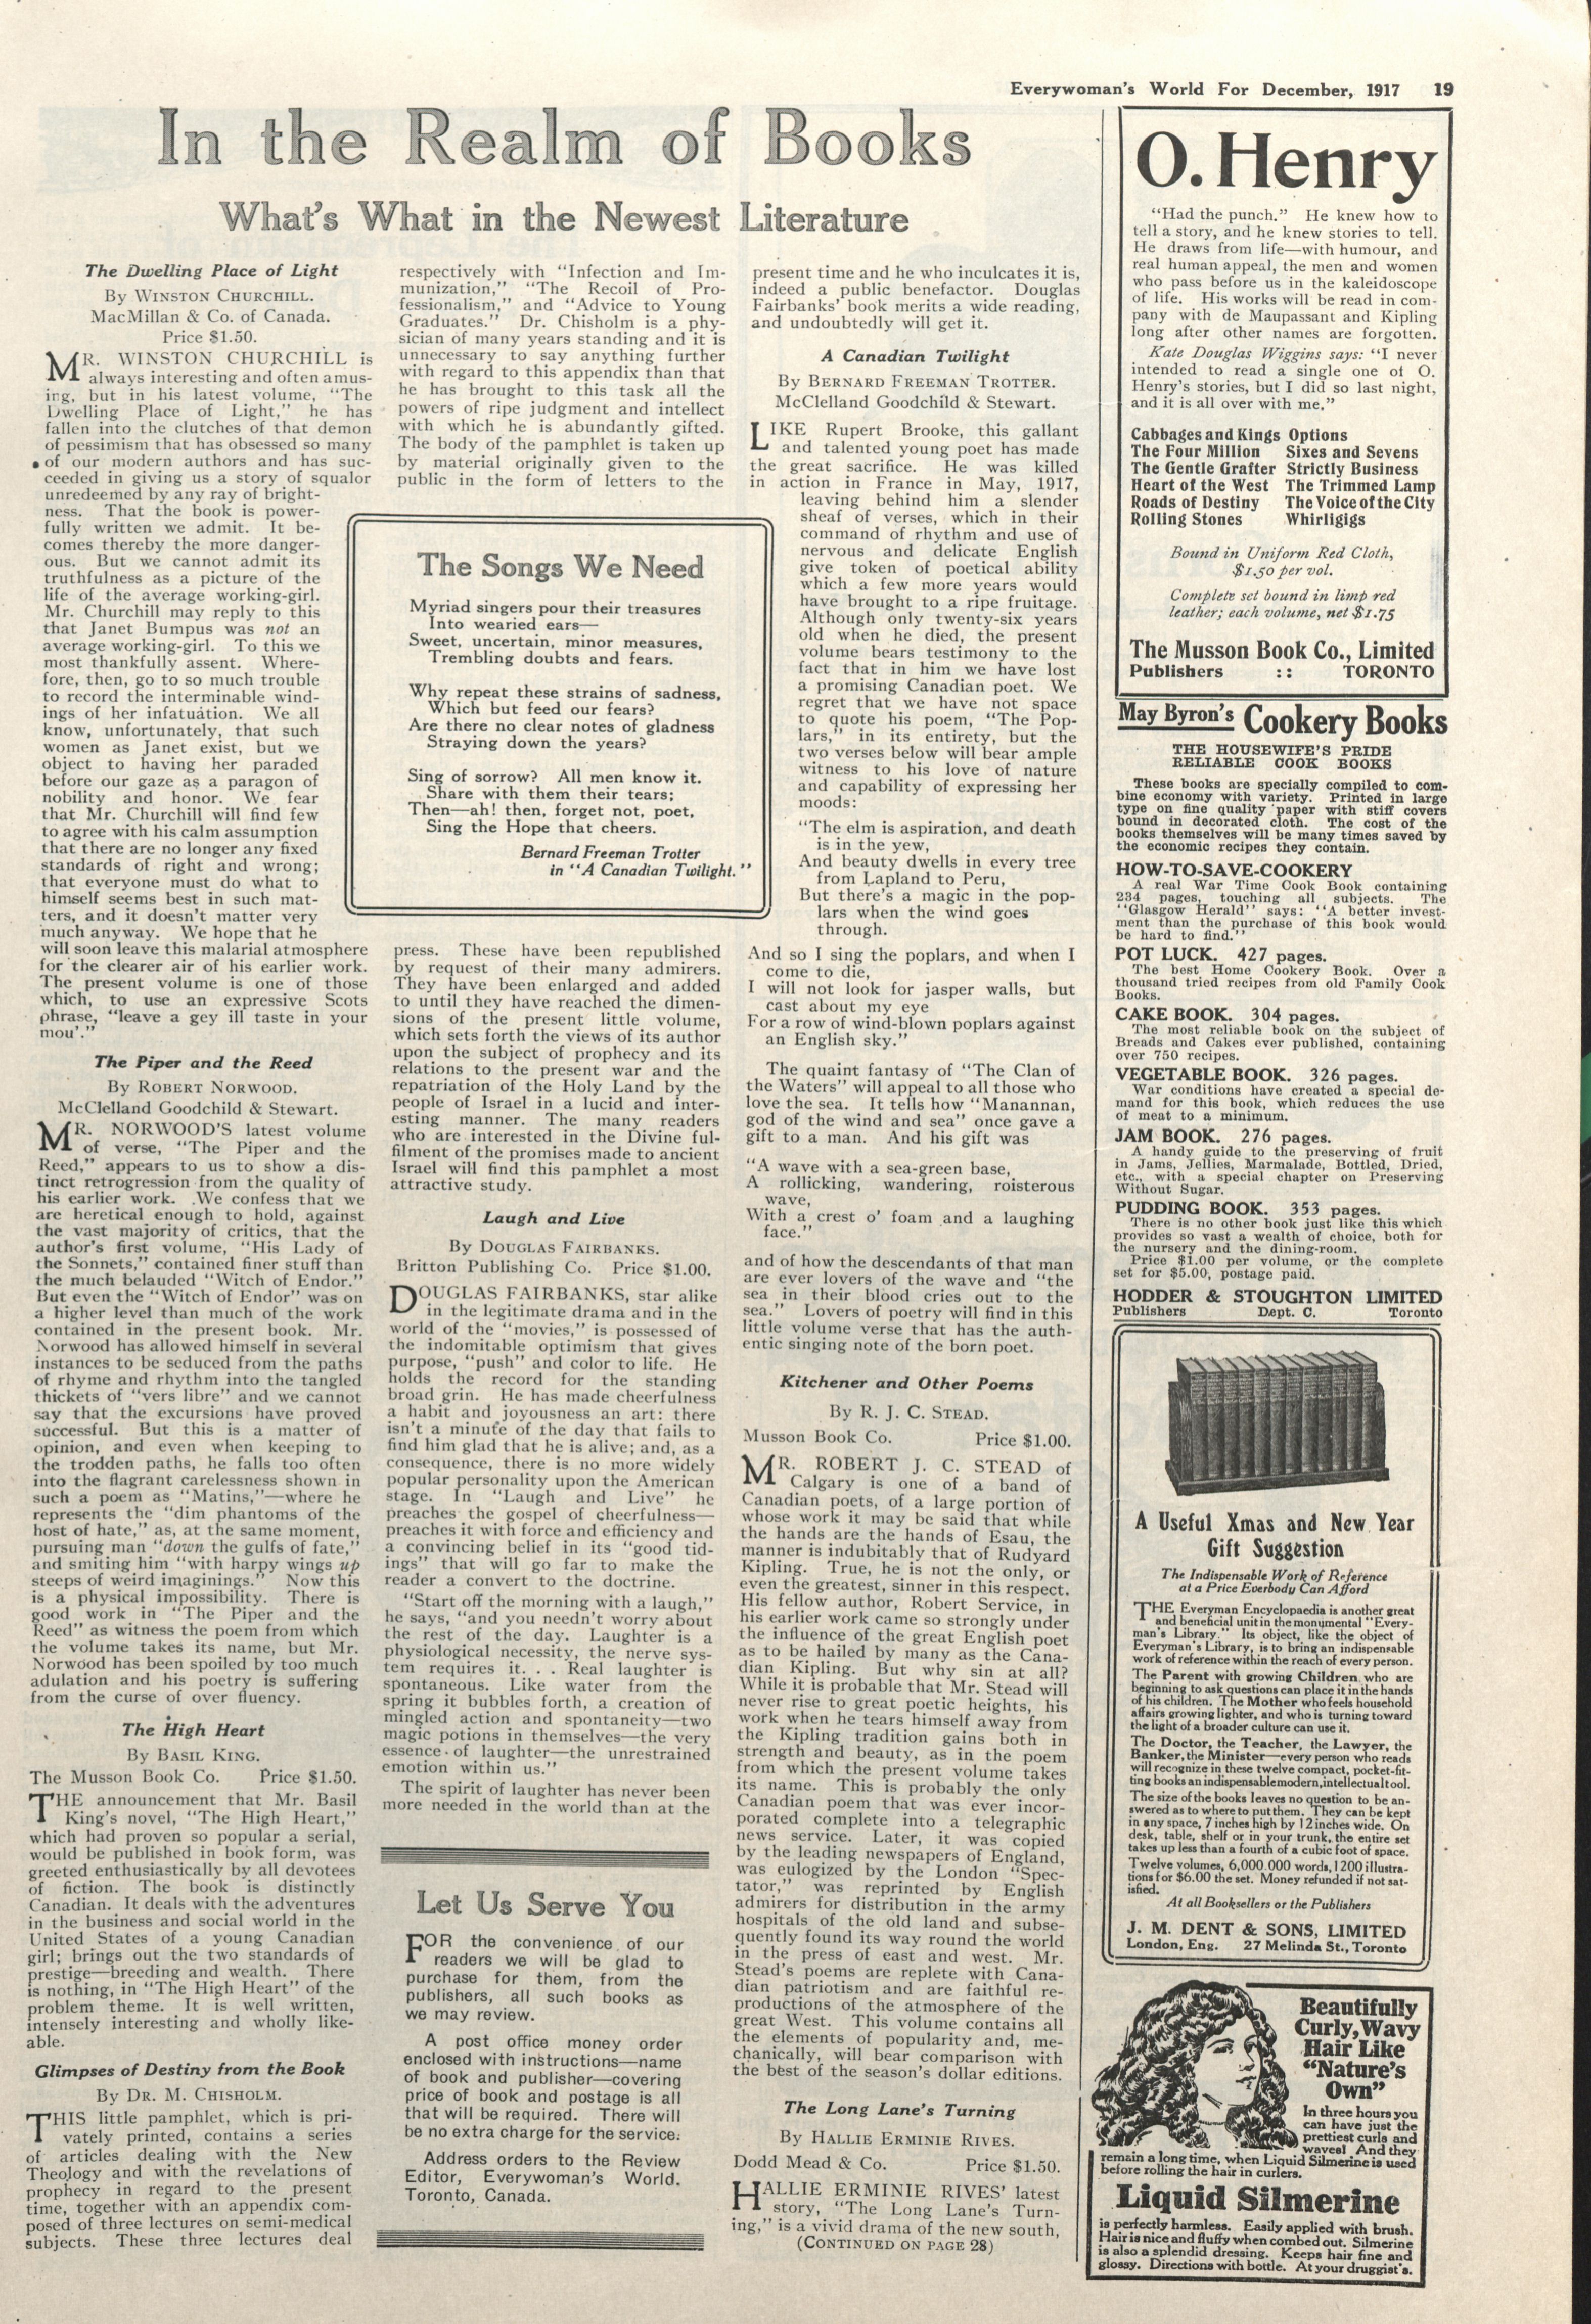 Everywoman's World For December, 1917 19
In the Realm of Books
What's What in the Newest Literature
The Dwelling Place of Light
By WINSTON CHURCHILL.
MacMillan & Co. of Canada.
Price $1.50.
MR. WINSTON CHURCHILL is
always interesting and often amus-
ing, but in his latest volume, "The
Dwelling Place of Light," he has
fallen into the clutches of that demon
of pessimism that has obsessed so many
of our modern authors and has suc-
ceeded in giving us a story of squalor
unredeemed by any ray of bright-
ness. That the book is power-
fully written we admit. It be-
comes thereby the more danger-
ous. But we cannot admit its
truthfulness as a picture of the
life of the average working-girl.
Mr. Churchill may reply to this
that Janet Bumpus was not an
average working-girl. To this we
most thankfully assent. Where-
fore, then, go to so much trouble
to record the interminable wind-
ings of her infatuation. We all
know, unfortunately, that such
women as Janet exist, but we
object to having her paraded
before our gaze as a paragon of
nobility and honor. We fear
that Mr. Churchill will find few
to agree with his calm assumption
that there are no longer any fixed
standards of right and wrong;
that everyone must do what to
himself seems best in such mat-
ters, and it doesn't matter very
much anyway. We hope that he
will soon leave this malarial atmosphere
for the clearer air of his earlier work.
The present volume is one of those
which, to use an expressive Scots
phrase, "leave a gey ill taste in your
mou'."
The Piper and the Reed
By ROBERT NORWOOD.
McClelland Goodchild & Stewart.
MR. NORWOOD'S latest volume
of verse, "The Piper and the
Reed," appears to us to show a dis-
tinct retrogression from the quality of
his earlier work. We confess that we
are heretical enough to hold, against
the vast majority of critics, that the
author's first volume, "His Lady of
the Sonnets," contained finer stuff than
the much belauded "Witch of Endor."
But even the "Witch of Endor" was on
a higher level than much of the work
contained in the present book. Mr.
Norwood has allowed himself in several
instances to be seduced from the paths
of rhyme and rhythm into the tangled
thickets of "vers libre" and we cannot
say that the excursions have proved
successful. But this is a matter of
opinion, and even when keeping to
the trodden paths, he falls too often
into the flagrant carelessness shown in
such a poem as "Matins,"—where he
represents the "dim phantoms of the
host of hate," as, at the same moment,
pursuing man "down the gulfs of fate,"
and smiting him "with harpy wings up
steeps of weird imaginings." Now this
is a physical impossibility. There is
good work in "The Piper and the
Reed" as witness the poem from which
the volume takes its name, but Mr.
Norwood has been spoiled by too much
adulation and his poetry is suffering
from the curse of over fluency.
The High Heart
By BASIL KING.
The Musson Book Co. Price $1.50.
THE announcement that Mr. Basil
King's novel, "The High Heart,"
which had proven so popular a serial,
would be published in book form, was
greeted enthusiastically by all devotees
of fiction. The book is distinctly
Canadian. It deals with the adventures
in the business and social world in the
United States of a young Canadian
girl; brings out the two standards of
prestige—breeding and wealth. There
is nothing, in "The High Heart" of the
problem theme. It is well written,
intensely interesting and wholly like-
able.
Glimpses of Destiny from the Book
By DR. M. CHISHOLM.
THIS little pamphlet, which is pri-
vately printed, contains a series
of articles dealing with the New
Theology and with the revelations of
prophecy in regard to the present
time, together with an appendix com-
posed of three lectures on semi-medical
subjects. These three lectures deal
respectively with "Infection and Im-
munization," "The Recoil of Pro-
fessionalism," and "Advice to Young
Graduates." Dr. Chisholm is a phy-
sician of many years standing and it is
unnecessary to say anything further
with regard to this appendix than that
he has brought to this task all the
powers of ripe judgment and intellect
with which he is abundantly gifted.
The body of the pamphlet is taken up
by material originally given to the
public in the form of letters to the
The Songs We Need
Myriad singers pour their treasures
Into wearied ears—
Sweet, uncertain, minor measures,
Trembling doubts and fears.
Why repeat these strains of sadness,
Which but feed our fears?
Are there no clear notes of gladness
Straying down the years?
Sing of sorrow? All men know it.
Share with them their tears;
Then—ah! then, forget not, poet,
Sing the Hope that cheers.
Bernard Freeman Trotter
in "A Canadian Twilight."
press. These have been republished
by request of their many admirers.
They have been enlarged and added
to until they have reached the dimen-
sions of the present little volume,
which sets forth the views of its author
upon the subject of prophecy and its
relations to the present war and the
repatriation of the Holy Land by the
people of Israel in a lucid and inter-
esting manner. The many readers
who are interested in the Divine ful-
filment of the promises made to ancient
Israel will find this pamphlet a most
attractive study.
Laugh and Live
By DOUGLAS FAIRBANKS.
Britton Publishing Co. Price $1.00.
DOUGLAS FAIRBANKS, star alike
in the legitimate drama and in the
world of the "movies," is possessed of
the indomitable optimism that gives
purpose, "push" and color to life. He
holds the record for the standing
broad grin. He has made cheerfulness
a habit and joyousness an art: there
isn't a minute of the day that fails to
find him glad that he is alive; and, as a
consequence, there is no more widely
popular personality upon the American
stage. In "Laugh and Live" he
preaches the gospel of cheerfulness—
preaches it with force and efficiency and
a convincing belief in its "good tid-
ings" that will go far to make the
reader a convert to the doctrine.
"Start off the morning with a laugh,"
he says, "and you needn't worry about
the rest of the day. Laughter is a
physiological necessity, the nerve sys-
tem requires it. . . Real laughter is
spontaneous. Like water from the
spring it bubbles forth, a creation of
mingled action and spontaneity—two
magic potions in themselves—the very
essence of laughter—the unrestrained
emotion within us."
The spirit of laughter has never been
more needed in the world than at the
Let Us Serve You
FOR the convenience of our
readers we will be glad to
purchase for them, from the
publishers, all such books as
we may review.
A post office money order
enclosed with instructions—name
of book and publisher—covering
price of book and postage is all
that will be required. There will
be no extra charge for the service.
Address orders to the Review
Editor, Everywoman's World.
Toronto, Canada.
present time and he who inculcates it is,
indeed a public benefactor. Douglas
Fairbanks' book merits a wide reading,
and undoubtedly will get it.
A Canadian Twilight
By BERNARD FREEMAN TROTTER.
McClelland Goodchild & Stewart.
LIKE Rupert Brooke, this gallant
and talented young poet has made
the great sacrifice. He was killed
in action in France in May, 1917,
leaving behind him a slender
sheaf of verses, which in their
command of rhythm and use of
nervous and delicate English
give token of poetical ability
which a few more years would
have brought to a ripe fruitage.
Although only twenty-six years
old when he died, the present
volume bears testimony to the
fact that in him we have lost
a promising Canadian poet. We
regret that we have not space
to quote his poem, "The Pop-
lars," in its entirety, but the
two verses below will bear ample
witness to his love of nature
and capability of expressing her
moods:
"The elm is aspiration, and death
is in the yew,
And beauty dwells in every tree
from Lapland to Peru,
But there's a magic in the pop-
lars when the wind goes
through.
And so I sing the poplars, and when I
come to die,
I will not look for jasper walls, but
cast about my eye
For a row of wind-blown poplars against
an English sky."
The quaint fantasy of "The Clan of
the Waters" will appeal to all those who
love the sea. It tells how "Manannan,
god of the wind and sea" once gave a
gift to a man. And his gift was
"A wave with a sea-green base,
A rollicking, wandering, roisterous
wave,
With a crest o' foam and a laughing
face."
and of how the descendants of that man
are ever lovers of the wave and "the
sea in their blood cries out to the
sea." Lovers of poetry will find in this
little volume verse that has the auth-
entic singing note of the born poet.
Kitchener and Other Poems
By R. J. C. STEAD.
Musson Book Co. Price $1.00.
MR. ROBERT J. C. STEAD of
Calgary is one of a band of
Canadian poets, of a large portion of
whose work it may be said that while
the hands are the hands of Esau, the
manner is indubitably that of Rudyard
Kipling. True, he is not the only, or
even the greatest, sinner in this respect.
His fellow author, Robert Service, in
his earlier work came so strongly under
the influence of the great English poet
as to be hailed by many as the Cana-
dian Kipling. But why sin at all?
While it is probable that Mr. Stead will
never rise to great poetic heights, his
work when he tears himself away from
the Kipling tradition gains both in
strength and beauty, as in the poem
from which the present volume takes
its name. This is probably the only
Canadian poem that was ever incor-
porated complete into a telegraphic
news service. Later, it was copied
by the leading newspapers of England,
was eulogized by the London "Spec-
tator," was reprinted by English
admirers for distribution in the army
hospitals of the old land and subse-
quently found its way round the world
in the press of east and west. Mr.
Stead's poems are replete with Cana-
dian patriotism and are faithful re-
productions of the atmosphere of the
great West. This volume contains all
the elements of popularity and, me-
chanically, will bear comparison with
the best of the season's dollar editions.
The Long Lane's Turning
By HALLIE ERMINIE RIVES.
Dodd Mead & Co. Price $1.50.
HALLIE ERMINIE RIVES' latest
story, "The Long Lane's Turn-
ing," is a vivid drama of the new south,
(CONTINUED ON PAGE 28)
O. Henry
"Had the punch." He knew how to
tell a story, and he knew stories to tell.
He draws from life—with humour, and
real human appeal, the men and women
who pass before us in the kaleidoscope
of life. His works will be read in com-
pany with de Maupassant and Kipling
long after other names are forgotten.
Kate Douglas Wiggins says: "I never
intended to read a single one of O.
Henry's stories, but I did so last night,
and it is all over with me."
Cabbages and Kings Options
The Four Million Sixes and Sevens
The Gentle Grafter Strictly Business
Heart of the West The Trimmed Lamp
Roads of Destiny The Voice of the City
Rolling Stones Whirligigs
Bound in Uniform Red Cloth,
$1.50 per vol.
Complete set bound in limp red
leather; each volume, net $1.75
The Musson Book Co., Limited
Publishers :: TORONTO
May Byron's Cookery Books
THE HOUSEWIFE'S PRIDE
RELIABLE COOK BOOKS
These books are specially compiled to com-
bine economy with variety. Printed in large
type on fine quality paper with stiff covers
bound in decorated cloth. The cost of the
books themselves will be many times saved by
the economic recipes they contain.
HOW-TO-SAVE-COOKERY
A real War Time Cook Book containing
234 pages, touching all subjects. The
"Glasgow Herald" says: "A better invest-
ment than the purchase of this book would
be hard to find."
POT LUCK. 427 pages.
The best Home Cookery Book. Over a
thousand tried recipes from old Family Cook
Books.
CAKE BOOK. 304 pages.
The most reliable book on the subject of
Breads and Cakes ever published, containing
over 750 recipes.
VEGETABLE BOOK. 326 pages.
War conditions have created a special de-
mand for this book, which reduces the use
of meat to a minimum.
JAM BOOK. 276 pages.
A handy guide to the preserving of fruit
in Jams, Jellies, Marmalade, Bottled, Dried,
etc., with a special chapter on Preserving
Without Sugar.
PUDDING BOOK. 353 pages.
There is no other book just like this which
provides so vast a wealth of choice, both for
the nursery and the dining-room.
Price $1.00 per volume, or the complete
set for $5.00, postage paid.
HODDER & STOUGHTON LIMITED
Publishers Dept. C. Toronto
A Useful Xmas and New Year
Gift Suggestion
The Indispensable Work of Reference
at a Price Everbody Can Afford
THE Everyman Encyclopaedia is another great
and beneficial unit in the monumental "Every-
man's Library." Its object, like the object of
Everyman's Library, is to bring an indispensable
work of reference within the reach of every person.
The Parent with growing Children who are
beginning to ask questions can place it in the hands
of his children. The Mother who feels household
affairs growing lighter, and who is turning toward
the light of a broader culture can use it.
The Doctor, the Teacher, the Lawyer, the
Banker, the Minister—every person who reads
will recognize in these twelve compact, pocket-fit-
ting books an indispensable modern, intellectual tool.
The size of the books leaves no question to be an-
swered as to where to put them. They can be kept
in any space, 7 inches high by 12 inches wide. On
desk, table, shelf or in your trunk, the entire set
takes up less than a fourth of a cubic foot of space.
Twelve volumes, 6,000 000 words, 1200 illustra-
tions for $6.00 the set. Money refunded if not sat-
isfied.
At all Booksellers or the Publishers
J. M. DENT & SONS, LIMITED
London, Eng. 27 Melinda St., Toronto
Beautifully
Curly, Wavy
Hair Like
"Nature's
Own"
In three hours you
can have just the
prettiest curls and
waves! And they
remain a long time, when Liquid Silmerine is used
before rolling the hair in curlers.
Liquid Silmerine
is perfectly harmless. Easily applied with brush.
Hair is nice and fluffy when combed out. Silmerine
is also a splendid dressing. Keeps hair fine and
glossy. Directions with bottle. At your druggist's.